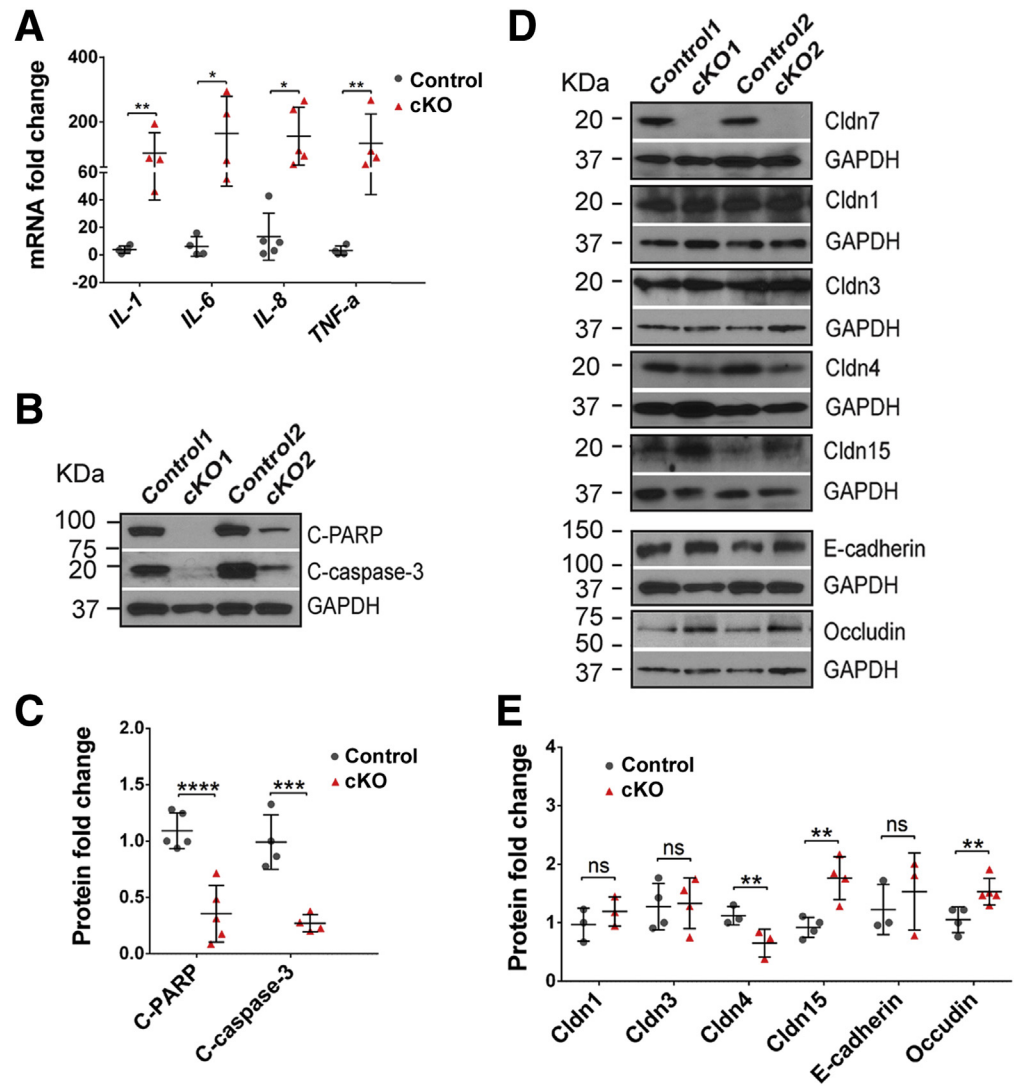 A
mRNA fold change
400
200
60
40
20
0
-20
** * * **
Control
cKO
IL-1 IL-6 IL-8 TNF-a
B
KDa
Control1 cKO1 Control2 cKO2
100
75
20
37
C-PARP
C-caspase-3
GAPDH
C
Protein fold change
2.0
1.5
1.0
0.5
0.0
**** ***
Control
cKO
C-PARP C-caspase-3
D
KDa
Control1 cKO1 Control2 cKO2
20 Cldn7
37 GAPDH
20 Cldn1
37 GAPDH
20 Cldn3
37 GAPDH
20 Cldn4
37 GAPDH
20 Cldn15
37 GAPDH
150
E-cadherin
100
37 GAPDH
75
Occludin
50
37 GAPDH
E
Protein fold change
4
3
2
1
0
Control
cKO
ns ns ** ** ns **
Cldn1 Cldn3 Cldn4 Cldn15 E-cadherin Occudin